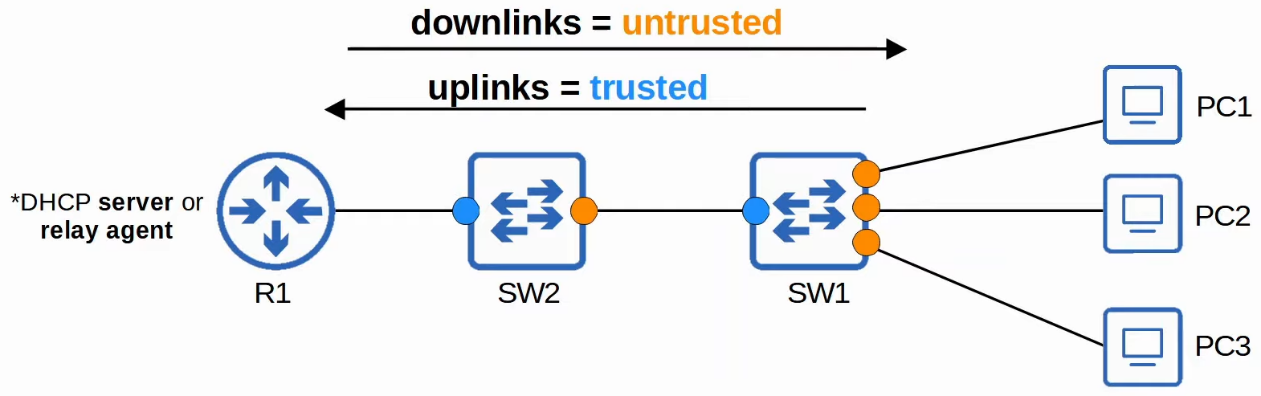 downlinks = untrusted
uplinks = trusted
*DHCP server or
relay agent
R1
SW2
SW1
PC1
PC2
PC3